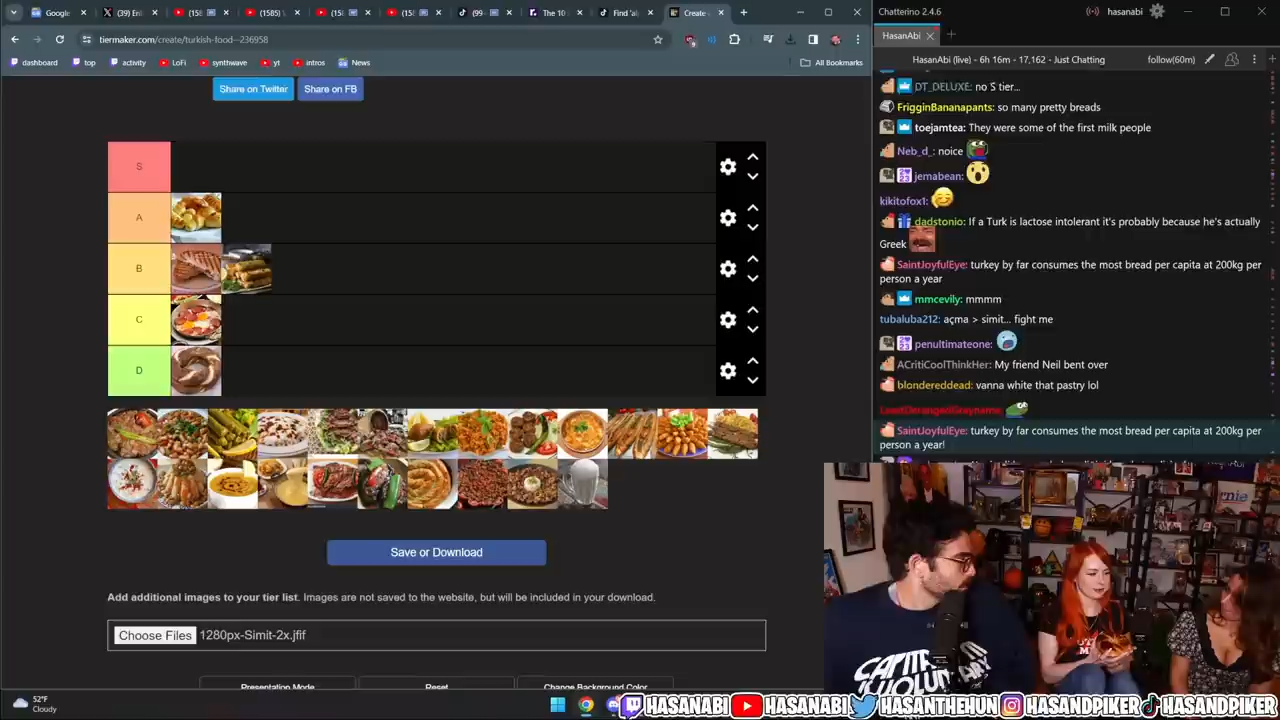 Google
(99
The 10
Find 'al
Create
tiermaker.com/create/turkish-food--236958
dashboard
top
activity
LoFi
synthwave
yt
intros
News
All Bookmarks
Share on Twitter
Share on FB
S
A
B
C
D
Save or Download
Add additional images to your tier list. Images are not saved to the website, but will be included in your download.
Choose Files 1280px-Simit-2x.jfif
Presentation Mode
Reset
Change Background Color
52°F
Cloudy
Chatterino 2.4.6
hasanabi
HasanAbi
HasanAbi (live) - 6h 16m - 17,162 - Just Chatting
follow(60m)
DT_DELUXE: no S tier...
FrigginBananapants: so many pretty breads
toejamtea: They were some of the first milk people
Neb_d_: noice
jemabean:
kikitofox1:
dadstonio: If a Turk is lactose intolerant it's probably because he's actually
Greek
SaintJoyfulEye: turkey by far consumes the most bread per capita at 200kg per
person a year
mmcevily: mmmm
tubaluba212: açma > simit... fight me
penultimateone:
ACritiCoolThinkHer: My friend Neil bent over
blondereddead: vanna white that pastry lol
SaintJoyfulEye: turkey by far consumes the most bread per capita at 200kg per
person a year!
HASANABI
HASANABI
HASANTHEHUN
HASANDPIKER
HASANDPIKER